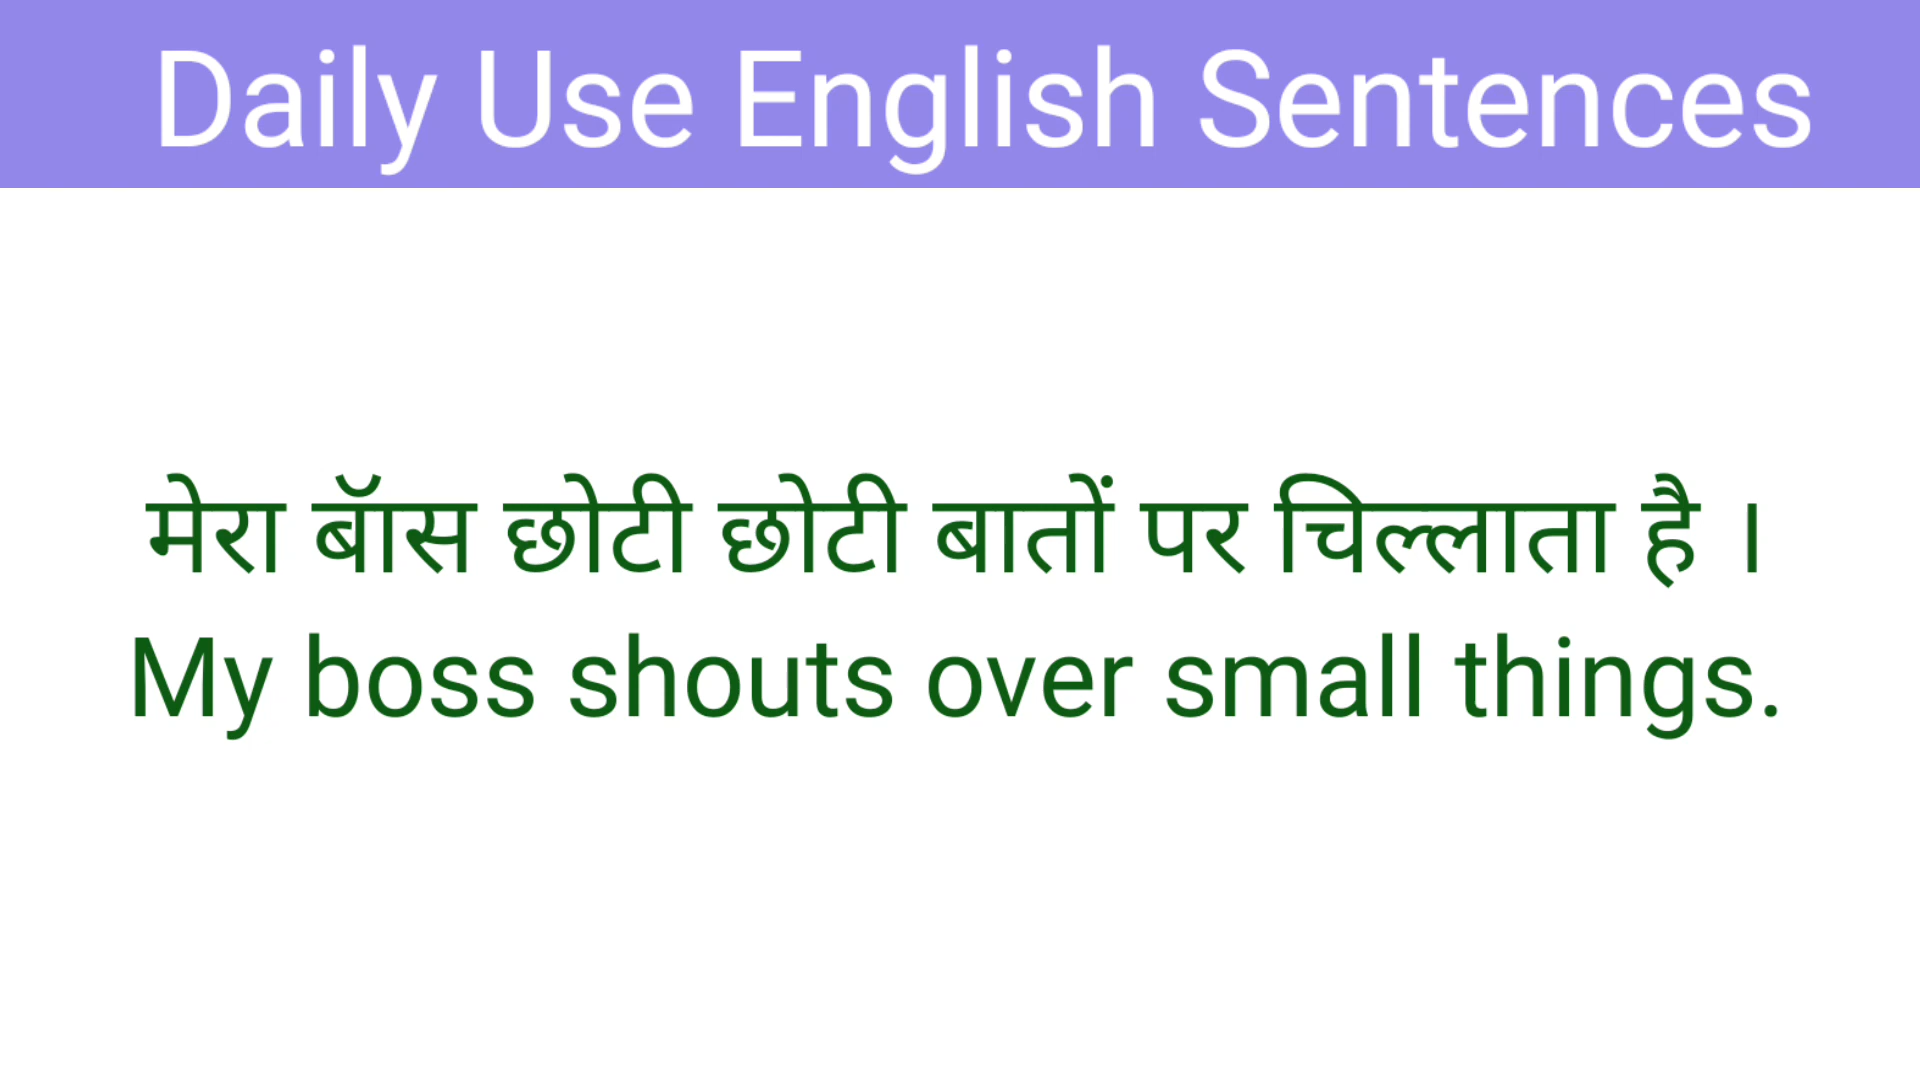 Daily Use English Sentences
मेरा बॉस छोटी छोटी बातों पर चिल्लाता है ।
My boss shouts over small things.